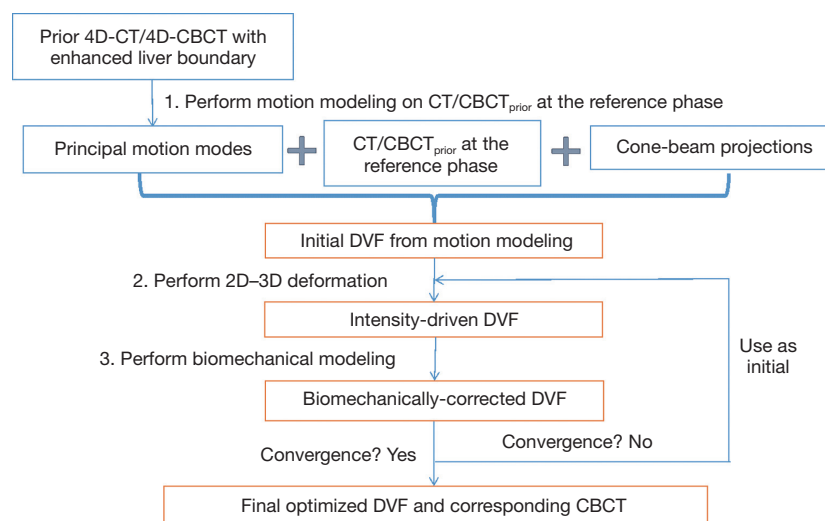 Prior 4D-CT/4D-CBCT with
enhanced liver boundary
1. Perform motion modeling on CT/CBCTprior at the reference phase
Principal motion modes
CT/CBCTprior at the
reference phase
Cone-beam projections
Initial DVF from motion modeling
2. Perform 2D–3D deformation
Intensity-driven DVF
Use as
initial
3. Perform biomechanical modeling
Biomechanically-corrected DVF
Convergence? Yes
Convergence? No
Final optimized DVF and corresponding CBCT